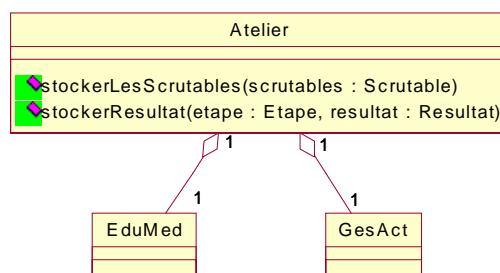 Atelier
stockerLesScrutables(scrutables : Scrutable)
stockerResultat(etape : Etape, resultat : Resultat)
1 1
1 1
EduMed GesAct